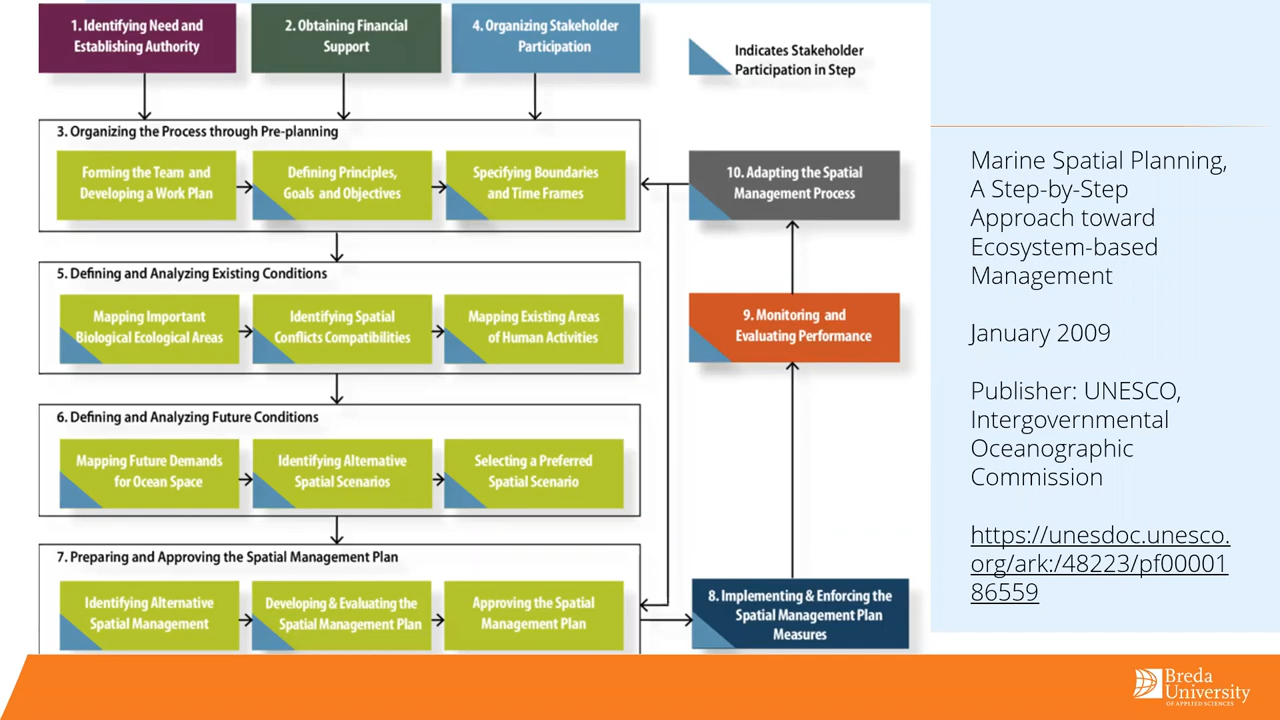 1. Identifying Need and
Establishing Authority
2. Obtaining Financial
Support
4. Organizing Stakeholder
Participation
Indicates Stakeholder
Participation in Step
3. Organizing the Process through Pre-planning
Forming the Team and
Developing a Work Plan
Defining Principles,
Goals and Objectives
Specifying Boundaries
and Time Frames
10. Adapting the Spatial
Management Process
5. Defining and Analyzing Existing Conditions
Mapping Important
Biological Ecological Areas
Identifying Spatial
Conflicts Compatibilities
Mapping Existing Areas
of Human Activities
9. Monitoring and
Evaluating Performance
6. Defining and Analyzing Future Conditions
Mapping Future Demands
for Ocean Space
Identifying Alternative
Spatial Scenarios
Selecting a Preferred
Spatial Scenario
7. Preparing and Approving the Spatial Management Plan
Identifying Alternative
Spatial Management
Developing & Evaluating the
Spatial Management Plan
Approving the Spatial
Management Plan
8. Implementing & Enforcing the
Spatial Management Plan
Measures
Marine Spatial Planning,
A Step-by-Step
Approach toward
Ecosystem-based
Management
January 2009
Publisher: UNESCO,
Intergovernmental
Oceanographic
Commission
https://unesdoc.unesco.
org/ark:/48223/pf00001
86559
Breda
University
OF APPLIED SCIENCES